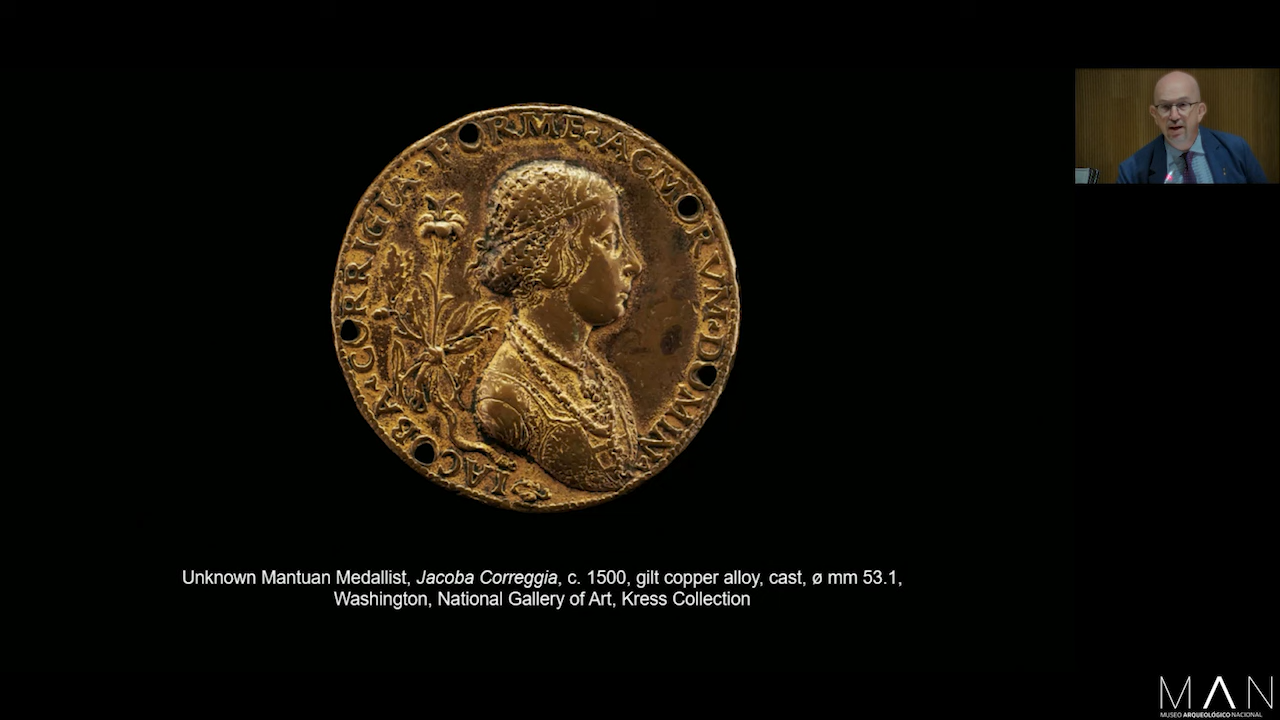 IACOBA · CORRIGIA · FORME · AC MORVM · DOMINA
Unknown Mantuan Medallist, Jacoba Correggia, c. 1500, gilt copper alloy, cast, ø mm 53.1,
Washington, National Gallery of Art, Kress Collection
MAN
MUSEO ARQUEOLÓGICO NACIONAL